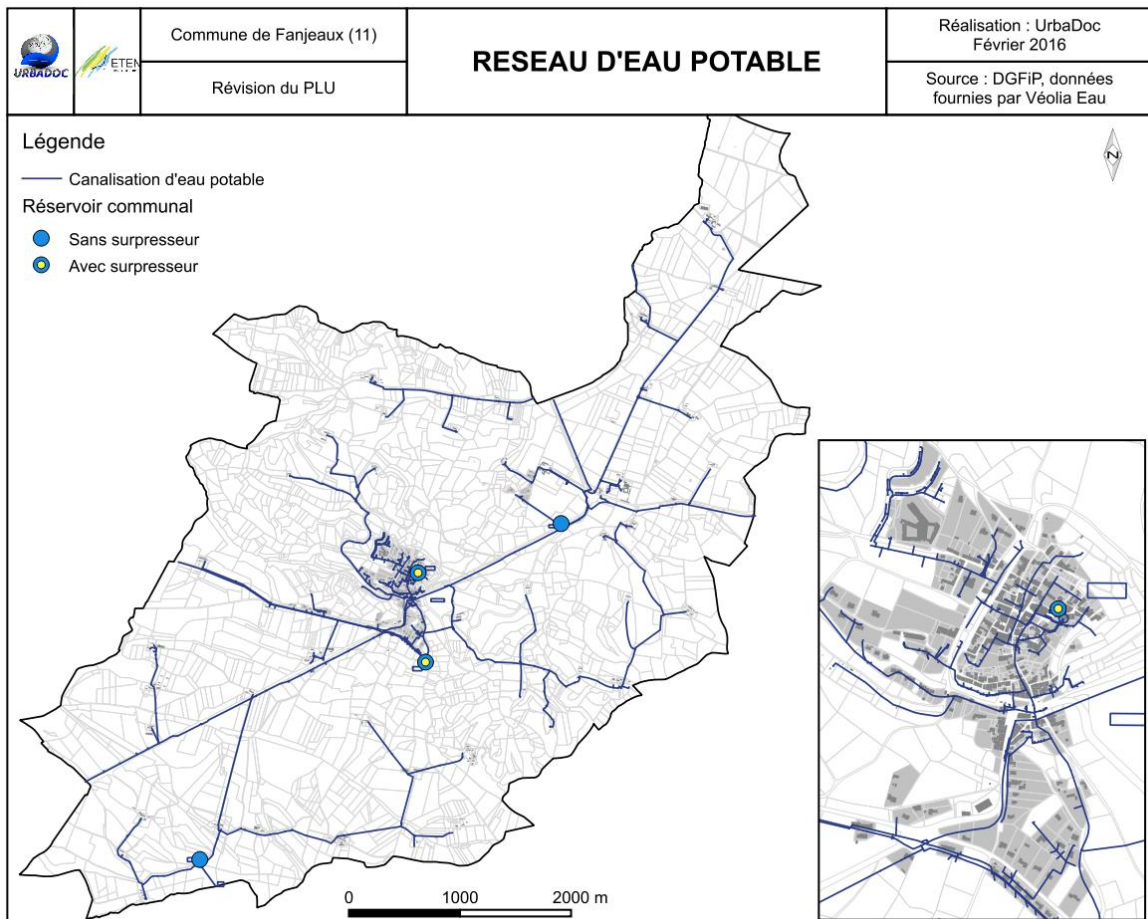 URBADOC
ETEN
Commune de Fanjeaux (11)
Révision du PLU
RESEAU D'EAU POTABLE
Réalisation : UrbaDoc
Février 2016
Source : DGFiP, données
fournies par Véolia Eau
Légende
Canalisation d'eau potable
Réservoir communal
Sans surpresseur
Avec surpresseur
N
0 1000 2000 m